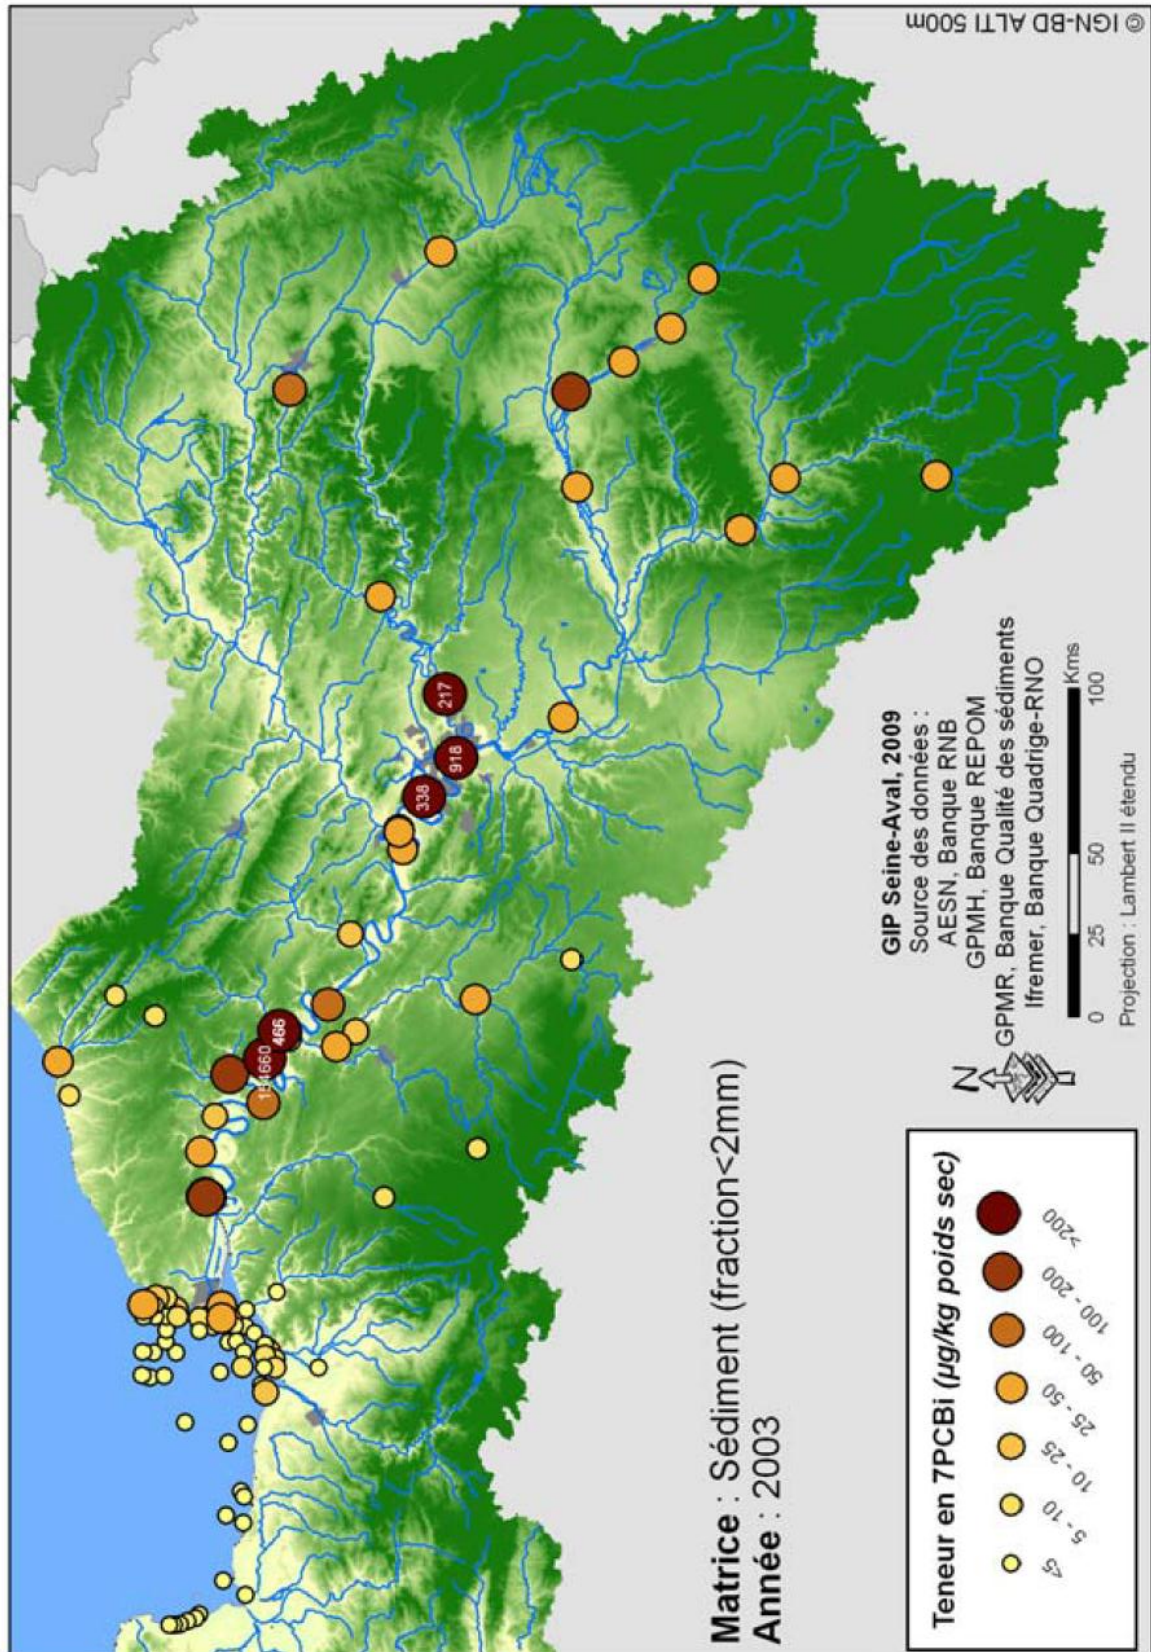 © IGN-BD ALTI 500m
217
918
338
466
660
GIP Seine-Aval, 2009
Source des données :
AESN, Banque RNB
GPMH, Banque REPOM
GPMR, Banque Qualité des sédiments
Ifremer, Banque Quadrige-RNO
N
0 25 50 100 Kms
Projection : Lambert II étendu
Matrice : Sédiment (fraction<2mm)
Année : 2003
Teneur en 7PCBi (µg/kg poids sec)
<5
5 - 10
10 - 25
25 - 50
50 - 100
100 - 200
>200